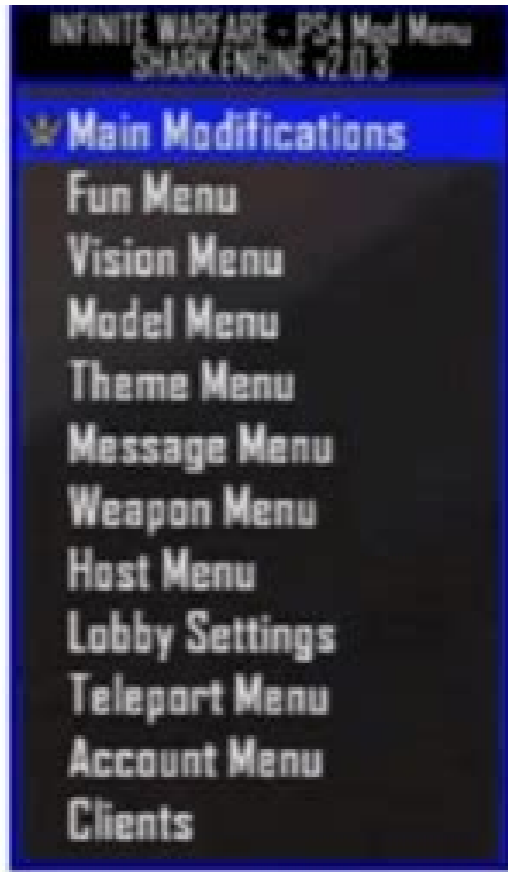 INFINITE WARFARE - PS4 Mod Menu
SHARK.ENGINE v2.0.3
Main Modifications
Fun Menu
Vision Menu
Model Menu
Theme Menu
Message Menu
Weapon Menu
Host Menu
Lobby Settings
Teleport Menu
Account Menu
Clients